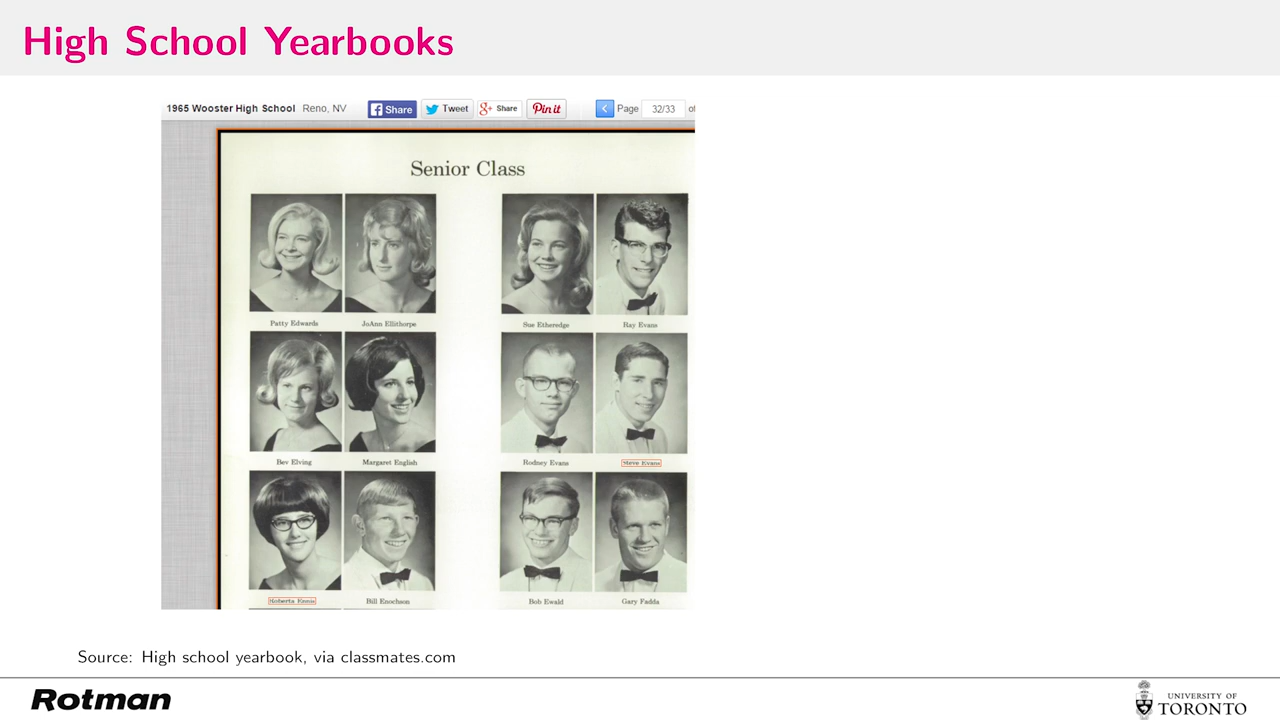 High School Yearbooks
1965 Wooster High School Reno, NV Share Tweet Share Pin it Page 32/33 of
Senior Class
Patty Edwards JoAnn Ellithorpe Sue Etheredge Ray Evans
Bev Elving Margaret English Rodney Evans Steve Evans
Roberta Ennis Bill Enochson Bob Ewald Gary Fadda
Source: High school yearbook, via classmates.com
Rotman
UNIVERSITY OF
TORONTO